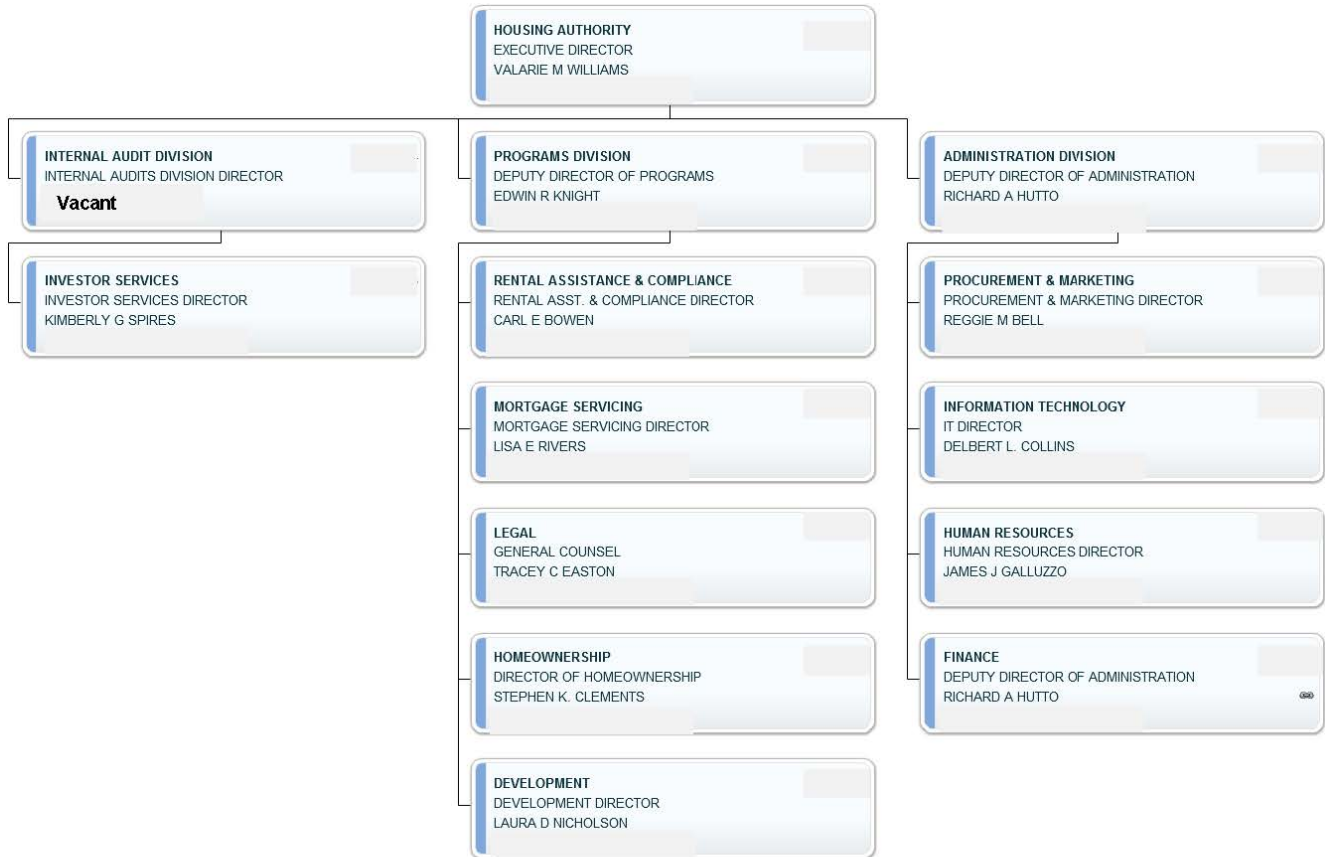 HOUSING AUTHORITY
EXECUTIVE DIRECTOR
VALARIE M WILLIAMS
INTERNAL AUDIT DIVISION
INTERNAL AUDITS DIVISION DIRECTOR
Vacant
PROGRAMS DIVISION
DEPUTY DIRECTOR OF PROGRAMS
EDWIN R KNIGHT
ADMINISTRATION DIVISION
DEPUTY DIRECTOR OF ADMINISTRATION
RICHARD A HUTTO
INVESTOR SERVICES
INVESTOR SERVICES DIRECTOR
KIMBERLY G SPIRES
RENTAL ASSISTANCE & COMPLIANCE
RENTAL ASST. & COMPLIANCE DIRECTOR
CARL E BOWEN
PROCUREMENT & MARKETING
PROCUREMENT & MARKETING DIRECTOR
REGGIE M BELL
MORTGAGE SERVICING
MORTGAGE SERVICING DIRECTOR
LISA E RIVERS
INFORMATION TECHNOLOGY
IT DIRECTOR
DELBERT L. COLLINS
LEGAL
GENERAL COUNSEL
TRACEY C EASTON
HUMAN RESOURCES
HUMAN RESOURCES DIRECTOR
JAMES J GALLUZZO
HOMEOWNERSHIP
DIRECTOR OF HOMEOWNERSHIP
STEPHEN K. CLEMENTS
FINANCE
DEPUTY DIRECTOR OF ADMINISTRATION
RICHARD A HUTTO
DEVELOPMENT
DEVELOPMENT DIRECTOR
LAURA D NICHOLSON